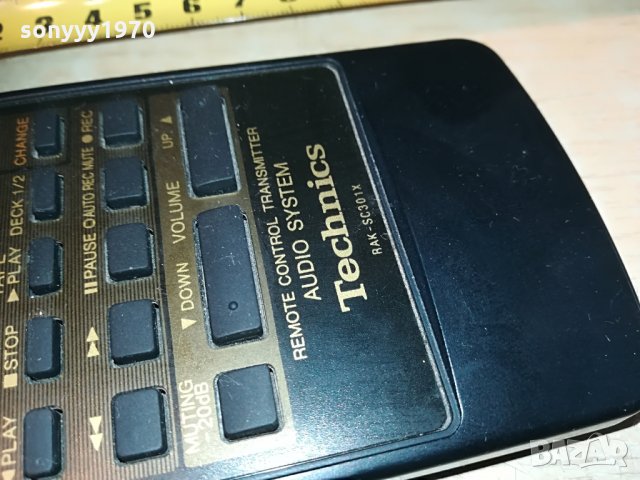 sonyyy1970
CHANGE
DECK 1/2
▶PLAY
■STOP
◀PLAY
●REC
○AUTO REC MUTE
❚❚PAUSE
▶▶
◀◀
UP ▲
VOLUME
▼ DOWN
MUTING
-20dB
REMOTE CONTROL TRANSMITTER
AUDIO SYSTEM
Technics
RAK-SC301X
BAZAR